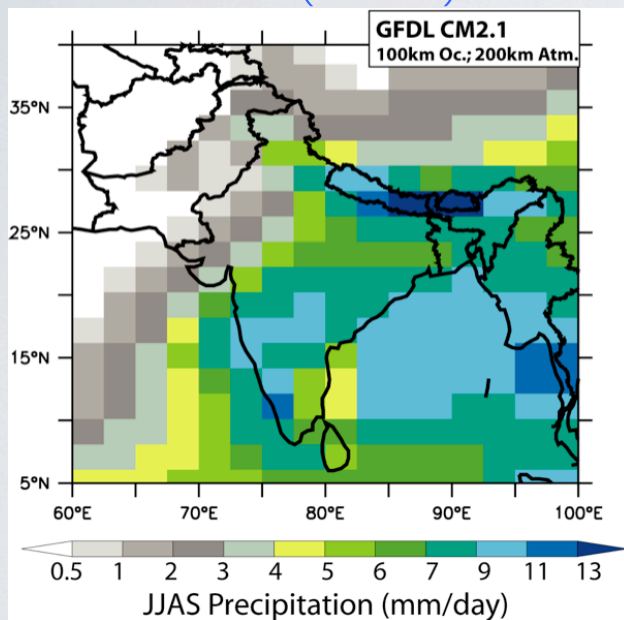 GFDL CM2.1
100km Oc.; 200km Atm.
35°N
25°N
15°N
5°N
60°E 70°E 80°E 90°E 100°E
0.5 1 2 3 4 5 6 7 9 11 13
JJAS Precipitation (mm/day)